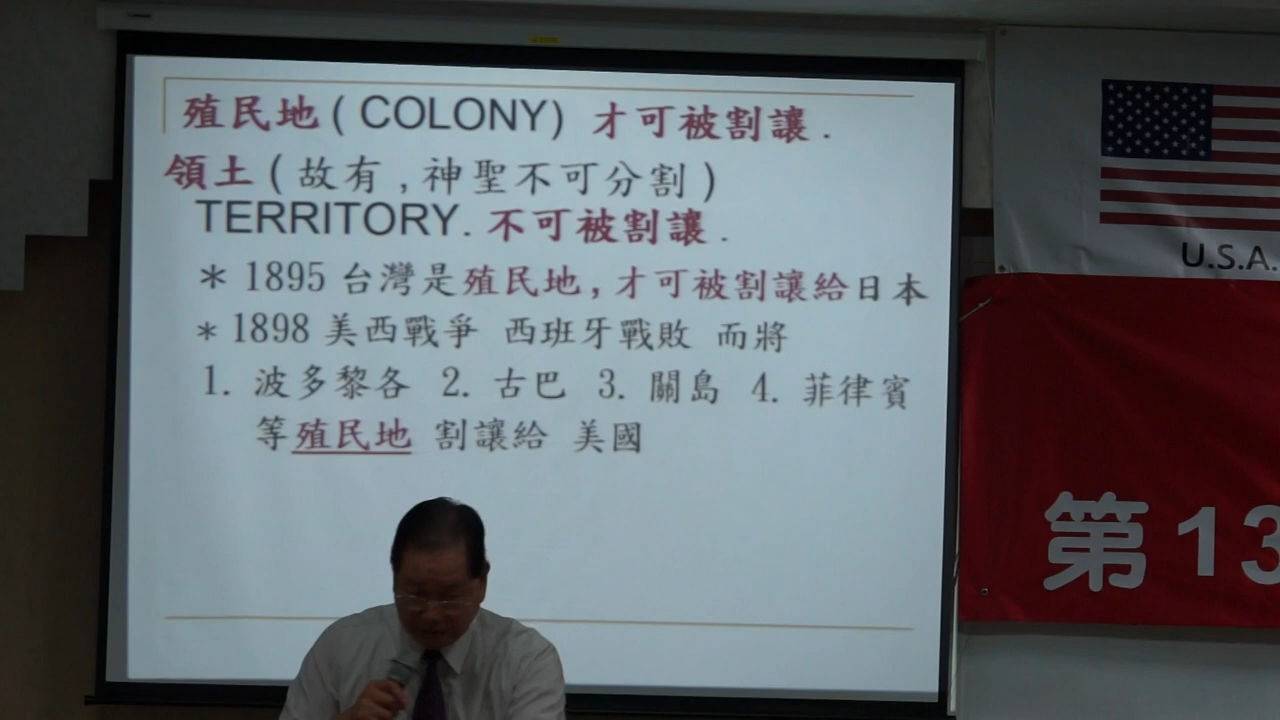 殖民地 ( COLONY) 才可被割讓 .
領土 ( 故有 , 神聖不可分割 )
TERRITORY. 不可被割讓 .
* 1895 台灣是殖民地 , 才可被割讓給日本
* 1898 美西戰爭 西班牙戰敗 而將
1. 波多黎各 2. 古巴 3. 關島 4. 菲律賓
等殖民地 割讓給 美國
U.S.A.
第 13